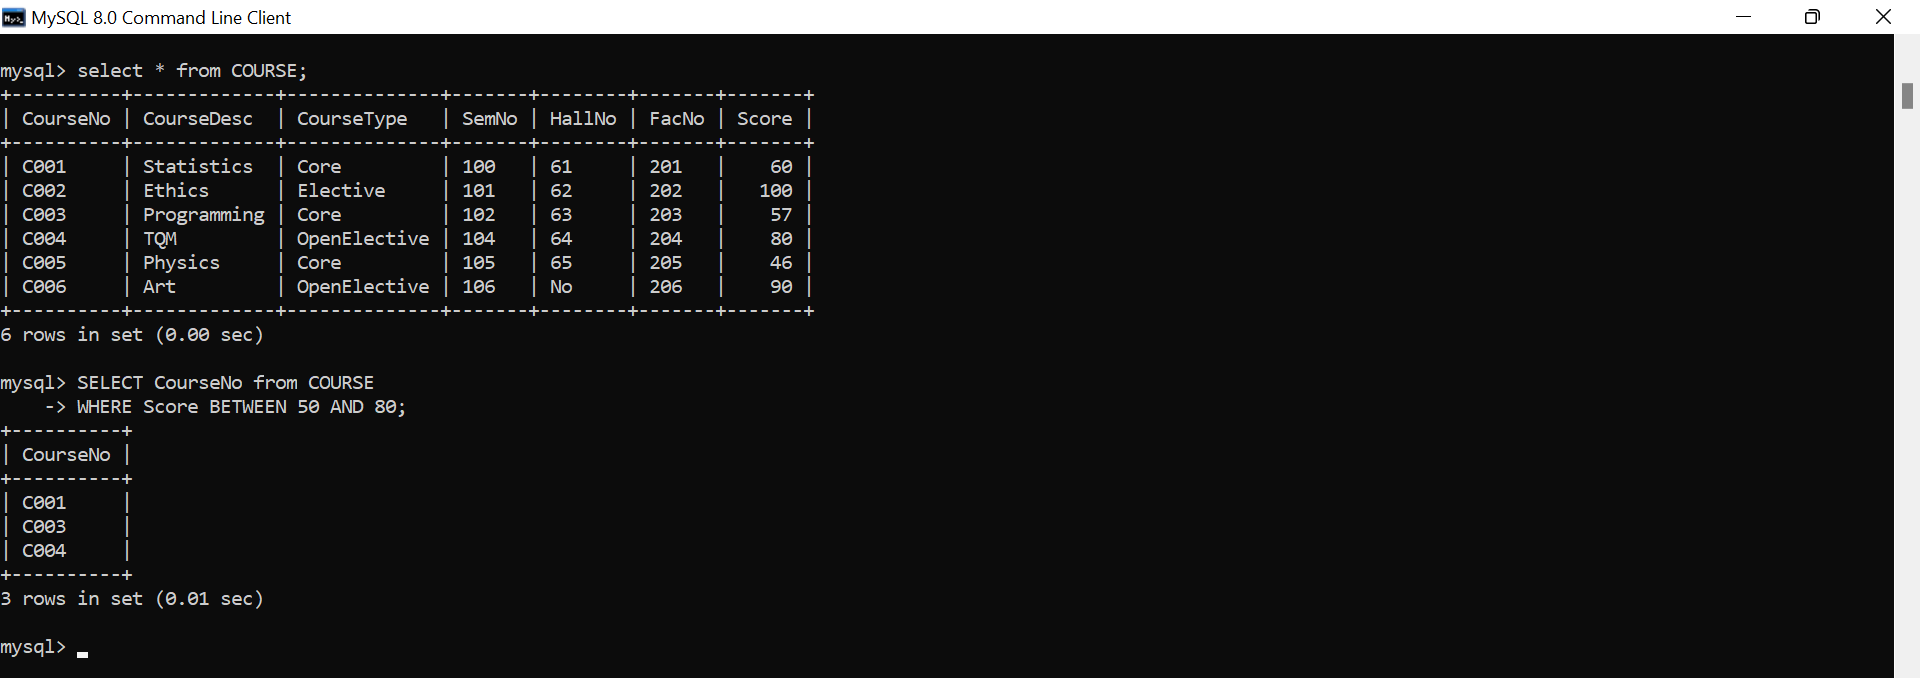 MySQL 8.0 Command Line Client
mysql> select * from COURSE;
+----------+-------------+--------------+-------+--------+-------+-------+
| CourseNo | CourseDesc  | CourseType   | SemNo | HallNo | FacNo | Score |
+----------+-------------+--------------+-------+--------+-------+-------+
| C001     | Statistics  | Core         | 100   | 61     | 201   |    60 |
| C002     | Ethics      | Elective     | 101   | 62     | 202   |   100 |
| C003     | Programming | Core         | 102   | 63     | 203   |    57 |
| C004     | TQM         | OpenElective | 104   | 64     | 204   |    80 |
| C005     | Physics     | Core         | 105   | 65     | 205   |    46 |
| C006     | Art         | OpenElective | 106   | No     | 206   |    90 |
+----------+-------------+--------------+-------+--------+-------+-------+
6 rows in set (0.00 sec)
mysql> SELECT CourseNo from COURSE
    -> WHERE Score BETWEEN 50 AND 80;
+----------+
| CourseNo |
+----------+
| C001     |
| C003     |
| C004     |
+----------+
3 rows in set (0.01 sec)
mysql>